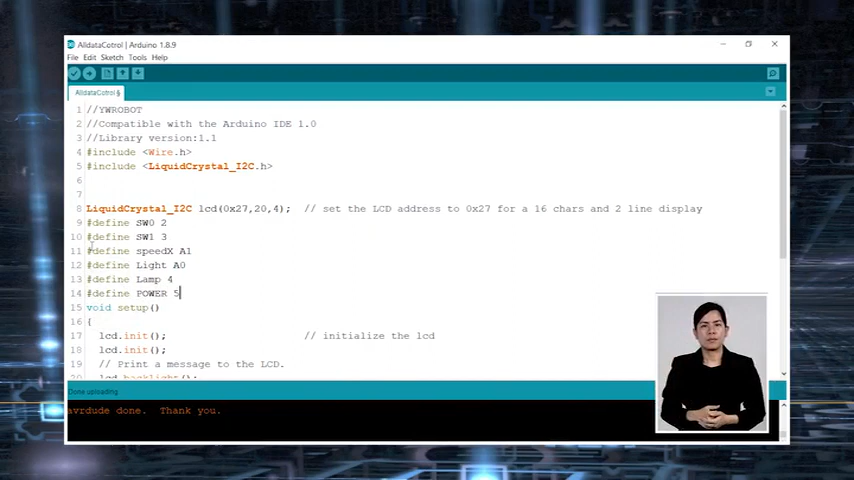 AlldataCotrol | Arduino 1.8.9
File Edit Sketch Tools Help
AlldataCotrol §
1 //YWROBOT
2 //Compatible with the Arduino IDE 1.0
3 //Library version:1.1
4 #include <Wire.h>
5 #include <LiquidCrystal_I2C.h>
6
7
8 LiquidCrystal_I2C lcd(0x27,20,4);  // set the LCD address to 0x27 for a 16 chars and 2 line display
9 #define SW0 2
10 #define SW1 3
11 #define speedX A1
12 #define Light A0
13 #define Lamp 4
14 #define POWER 5
15 void setup()
16 {
17   lcd.init();                      // initialize the lcd
18   lcd.init();
19   // Print a message to the LCD.
20   lcd.backlight();
Done uploading.
avrdude done.  Thank you.